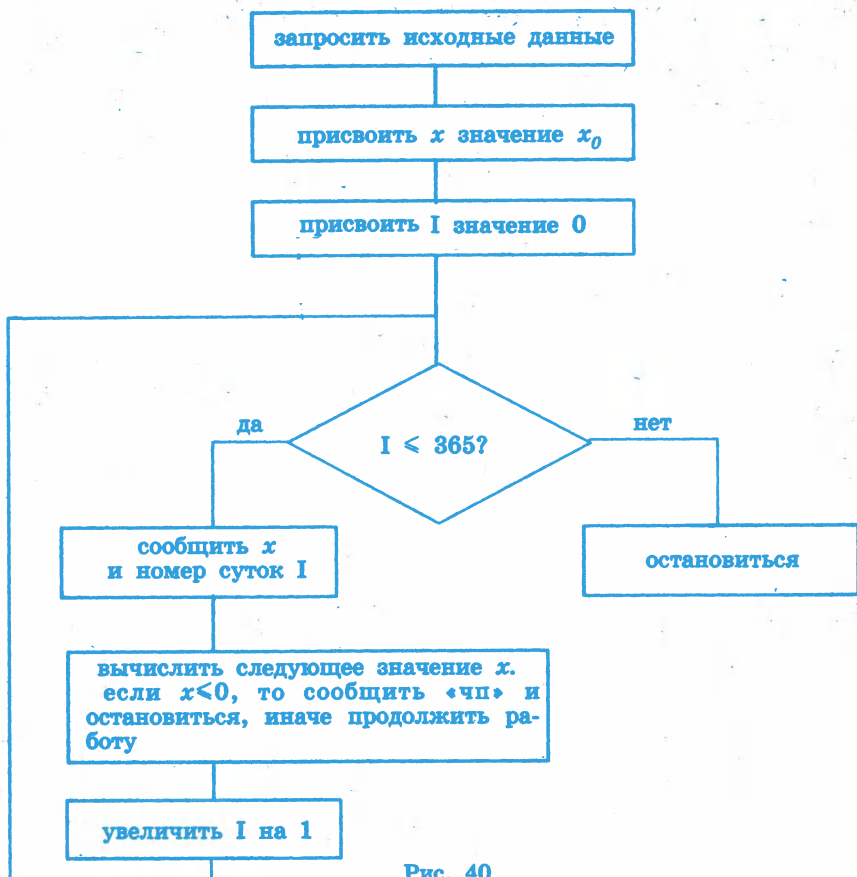 запросить исходные данные
присвоить x значение x₀
присвоить I значение 0
I ⩽ 365?
да
нет
сообщить x
и номер суток I
остановиться
вычислить следующее значение x.
если x⩽0, то сообщить «чп» и
остановиться, иначе продолжить ра-
боту
увеличить I на 1
Рис. 40